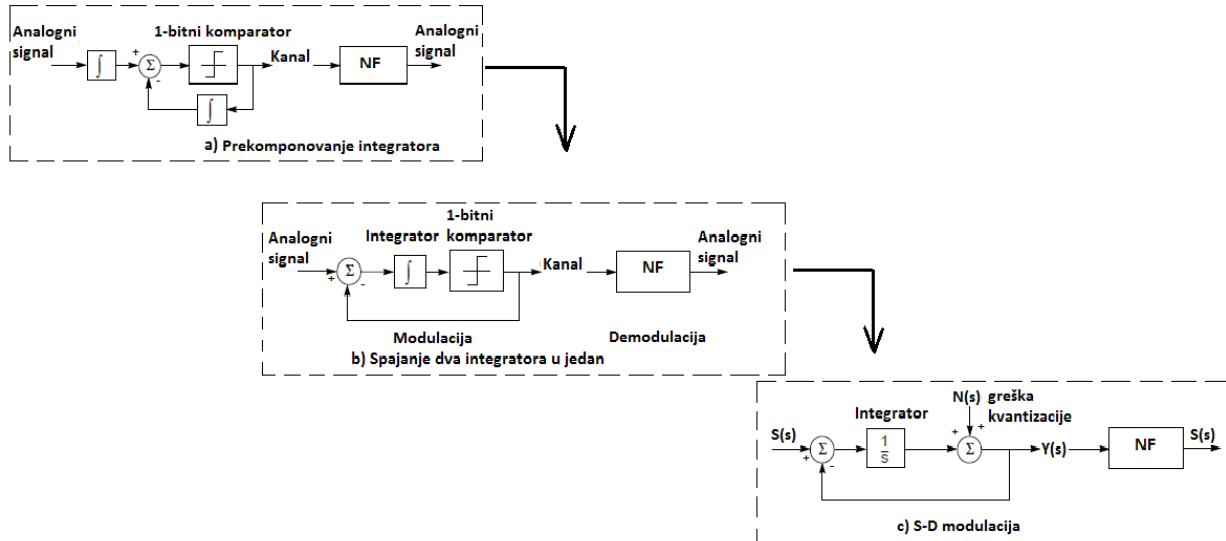 Analogni
signal
1-bitni komparator
Analogni
signal
∫
+
Σ
-
Kanal
NF
∫
a) Prekomponovanje integratora
Analogni
signal
Integrator
1-bitni
komparator
Analogni
signal
+
Σ
-
∫
Kanal
NF
Modulacija
Demodulacija
b) Spajanje dva integratora u jedan
N(s) greška
kvantizacije
Integrator
S(s)
+
Σ
-
1
s
+
+
Σ
Y(s)
NF
S(s)
c) S-D modulacija